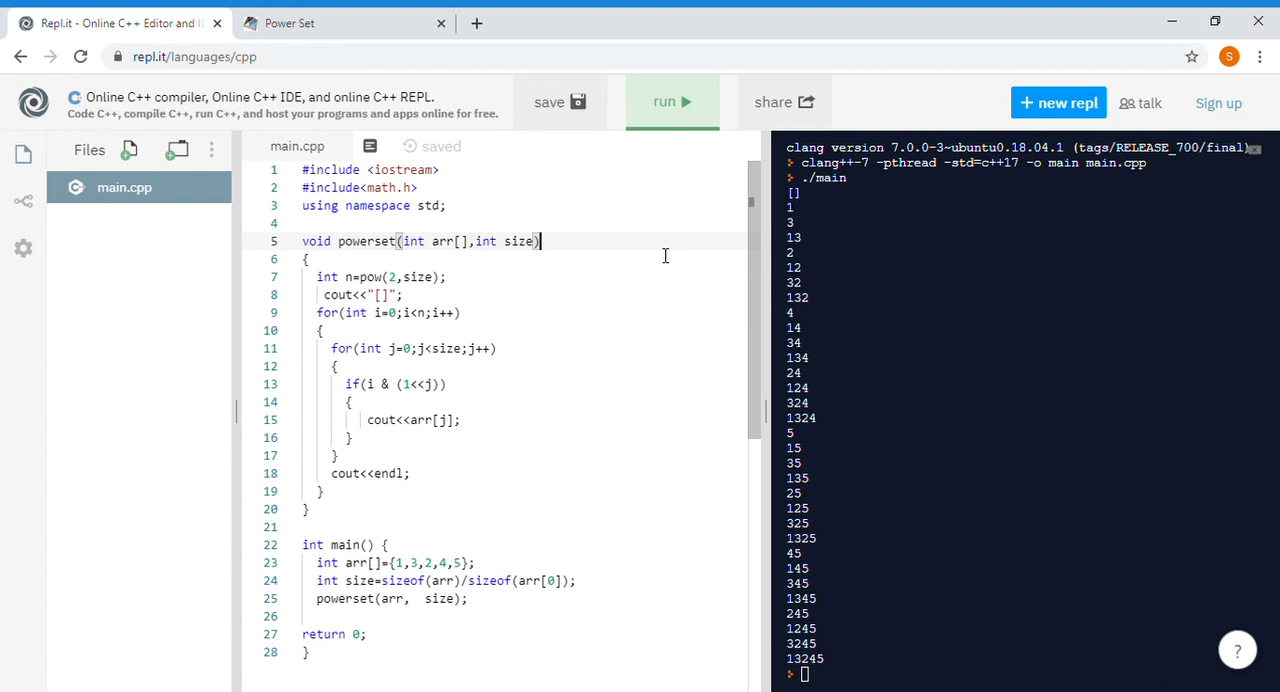 Repl.it - Online C++ Editor and I
Power Set
repl.it/languages/cpp
S
Online C++ compiler, Online C++ IDE, and online C++ REPL.
Code C++, compile C++, run C++, and host your programs and apps online for free.
save
run
share
+ new repl
talk
Sign up
Files
main.cpp
main.cpp
saved
1 #include <iostream>
2 #include<math.h>
3 using namespace std;
4
5 void powerset(int arr[],int size)
6 {
7 int n=pow(2,size);
8 cout<<"[]";
9 for(int i=0;i<n;i++)
10 {
11 for(int j=0;j<size;j++)
12 {
13 if(i & (1<<j))
14 {
15 cout<<arr[j];
16 }
17 }
18 cout<<endl;
19 }
20 }
21
22 int main() {
23 int arr[]={1,3,2,4,5};
24 int size=sizeof(arr)/sizeof(arr[0]);
25 powerset(arr, size);
26
27 return 0;
28 }
clang version 7.0.0-3~ubuntu0.18.04.1 (tags/RELEASE_700/final)
> clang++-7 -pthread -std=c++17 -o main main.cpp
> ./main
[]
1
3
13
2
12
32
132
4
14
34
134
24
124
324
1324
5
15
35
135
25
125
325
1325
45
145
345
1345
245
1245
3245
13245
>
?